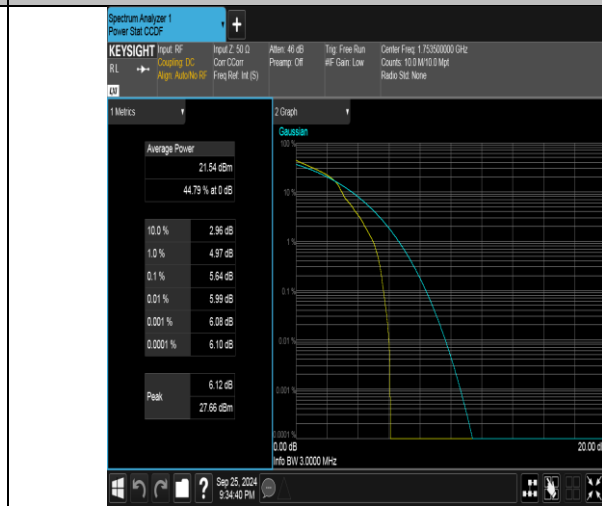 Spectrum Analyzer 1
Power Stat CCDF
+
KEYSIGHT Input: RF Input Z: 50 Ω Atten: 46 dB Trig: Free Run Center Freq: 1.753500000 GHz
RL Coupling: DC Corr CCorr Preamp: Off #IF Gain: Low Counts: 10.0 M/10.0 Mpt
Align: Auto/No RF Freq Ref: Int (S) Radio Std: None
LXI
1 Metrics
Average Power
21.54 dBm
44.79 % at 0 dB
10.0 % 2.96 dB
1.0 % 4.97 dB
0.1 % 5.64 dB
0.01 % 5.99 dB
0.001 % 6.08 dB
0.0001 % 6.10 dB
Peak 6.12 dB
27.66 dBm
2 Graph
Gaussian
100 %
10 %
1 %
0.1 %
0.01 %
0.001 %
0.0001 %
0.00 dB 20.00 d
Info BW 3.0000 MHz
? Sep 25, 2024
9:34:40 PM